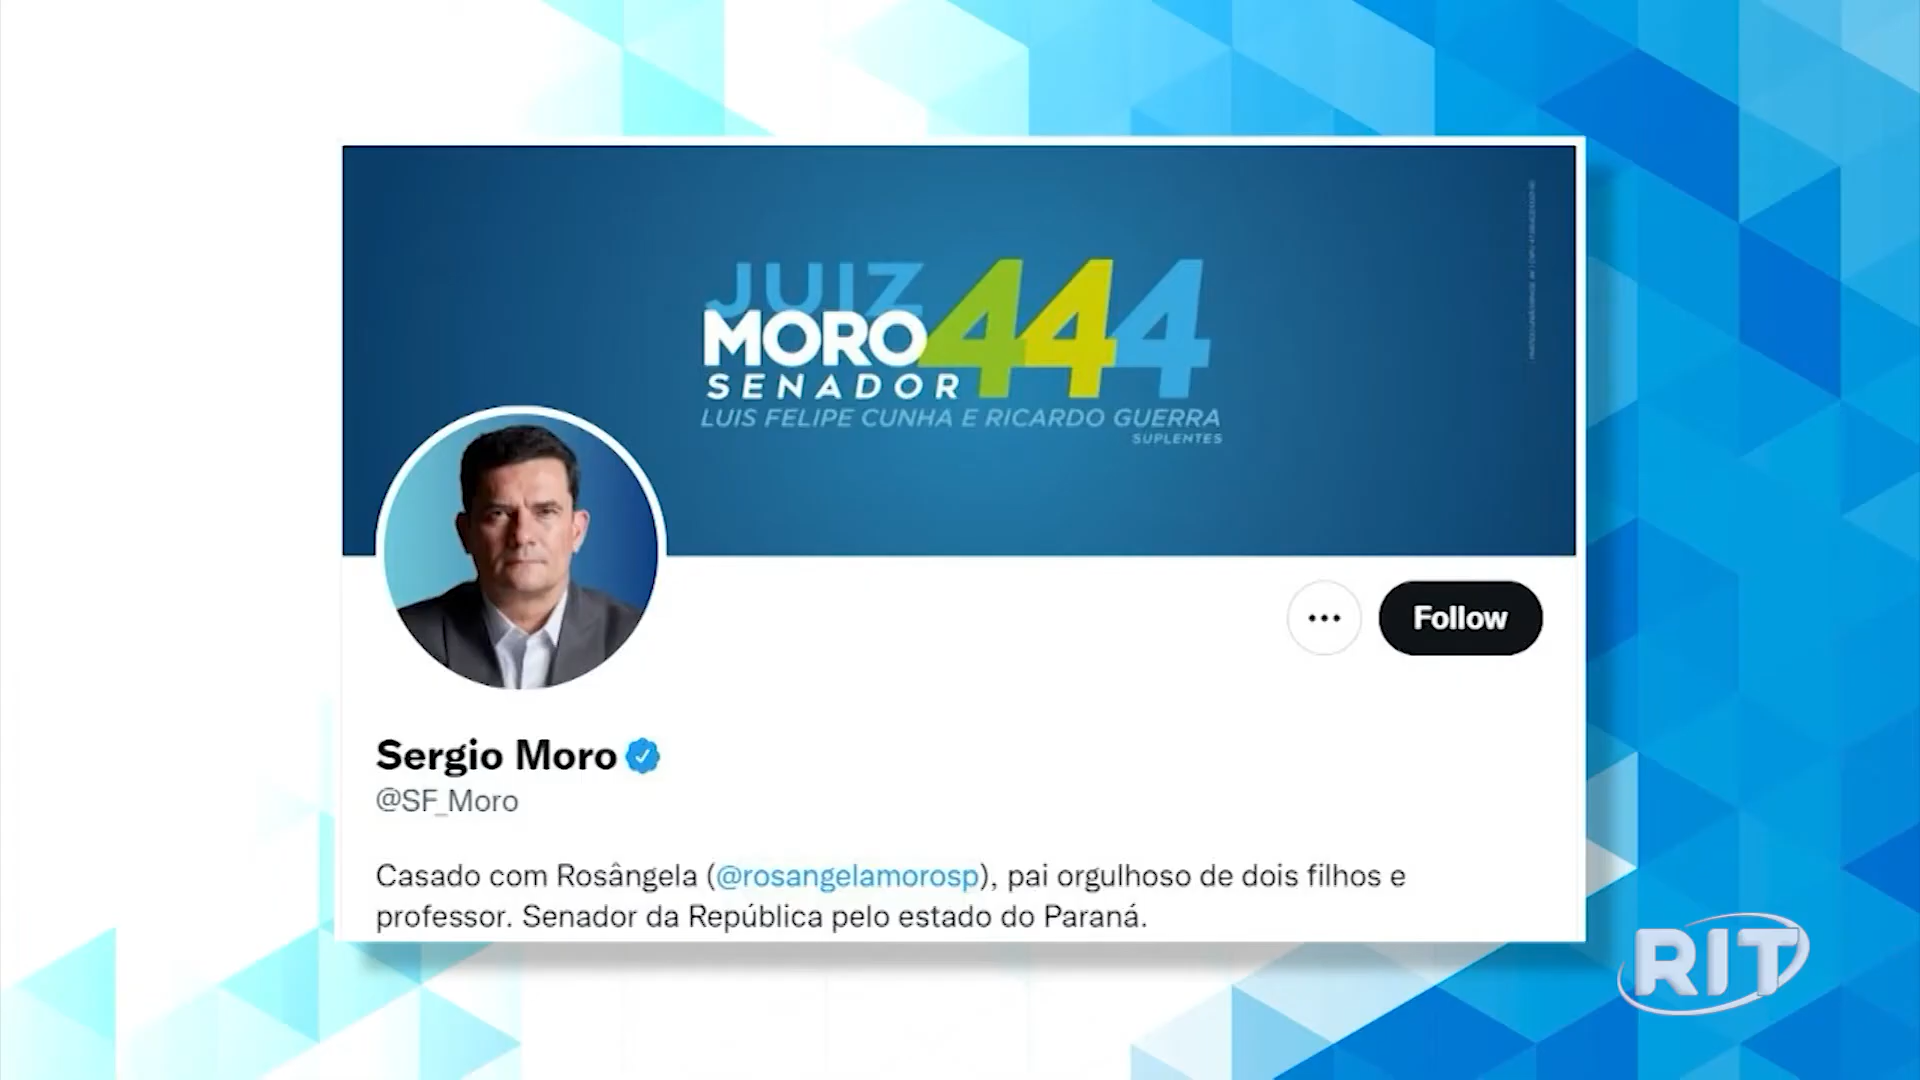 JUIZ
MORO 444
SENADOR
LUIS FELIPE CUNHA E RICARDO GUERRA
SUPLENTES
Follow
Sergio Moro
@SF_Moro
Casado com Rosângela (@rosangelamorosp), pai orgulhoso de dois filhos e
professor. Senador da República pelo estado do Paraná.
RIT